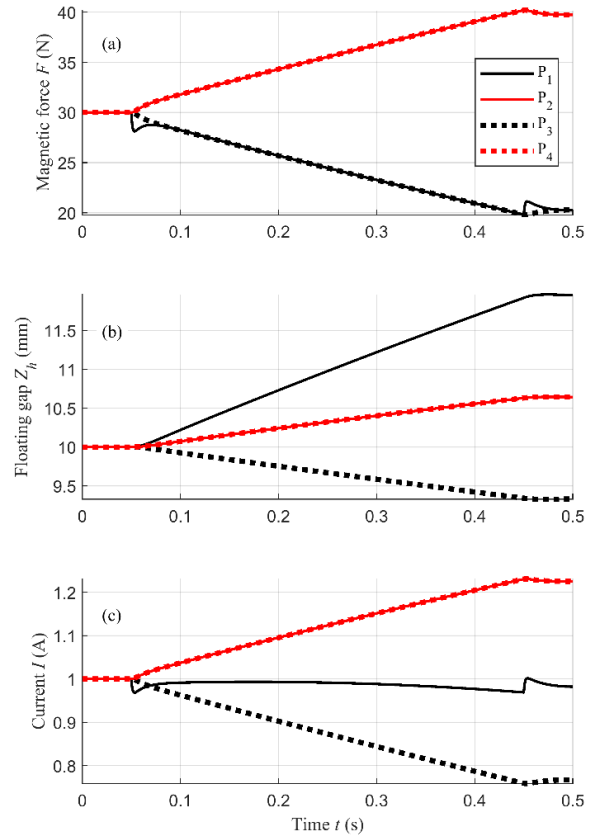 (a)
Magnetic force F (N)
40
35
30
25
20
0 0.1 0.2 0.3 0.4 0.5
P1
P2
P3
P4
(b)
Floating gap Zh (mm)
11.5
11
10.5
10
9.5
0 0.1 0.2 0.3 0.4 0.5
(c)
Current I (A)
1.2
1.1
1
0.9
0.8
0 0.1 0.2 0.3 0.4 0.5
Time t (s)